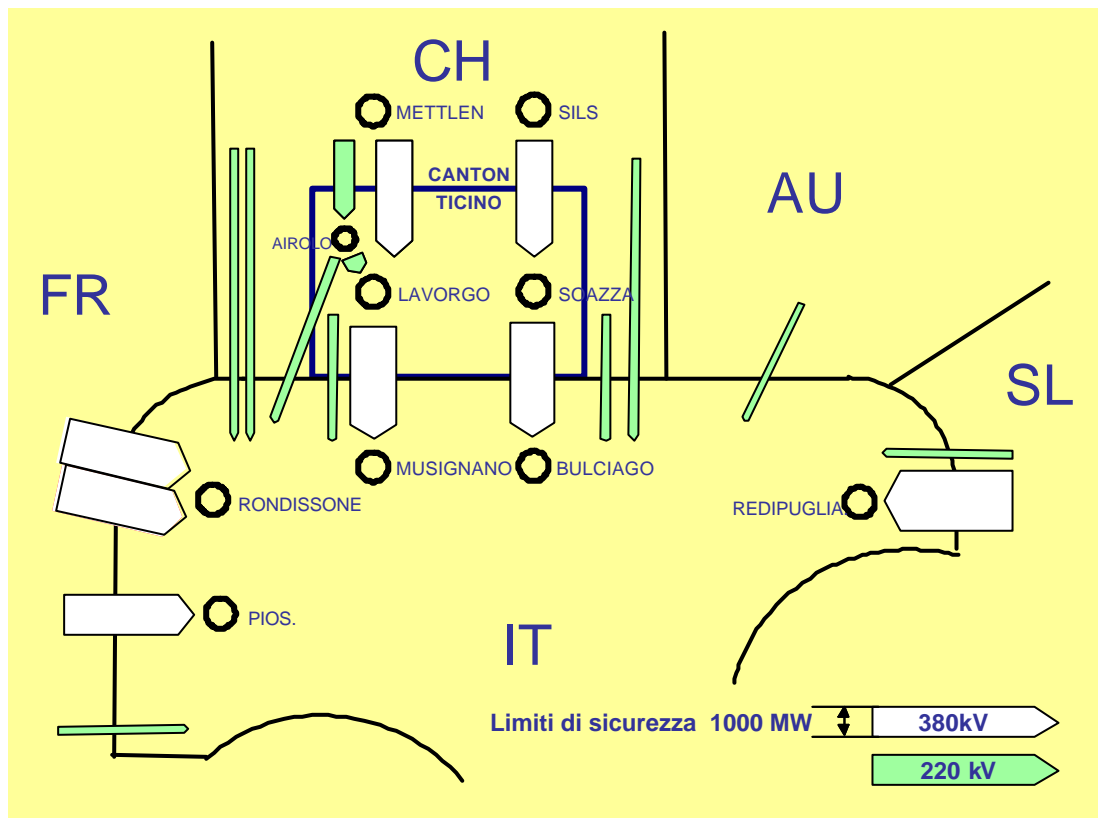 CH
METTLEN
SILS
CANTON
TICINO
AU
AIROLO
FR
LAVORGO
SOAZZA
SL
MUSIGNANO
BULCIAGO
RONDISSONE
REDIPUGLIA.
PIOS.
IT
Limiti di sicurezza 1000 MW
380kV
220 kV